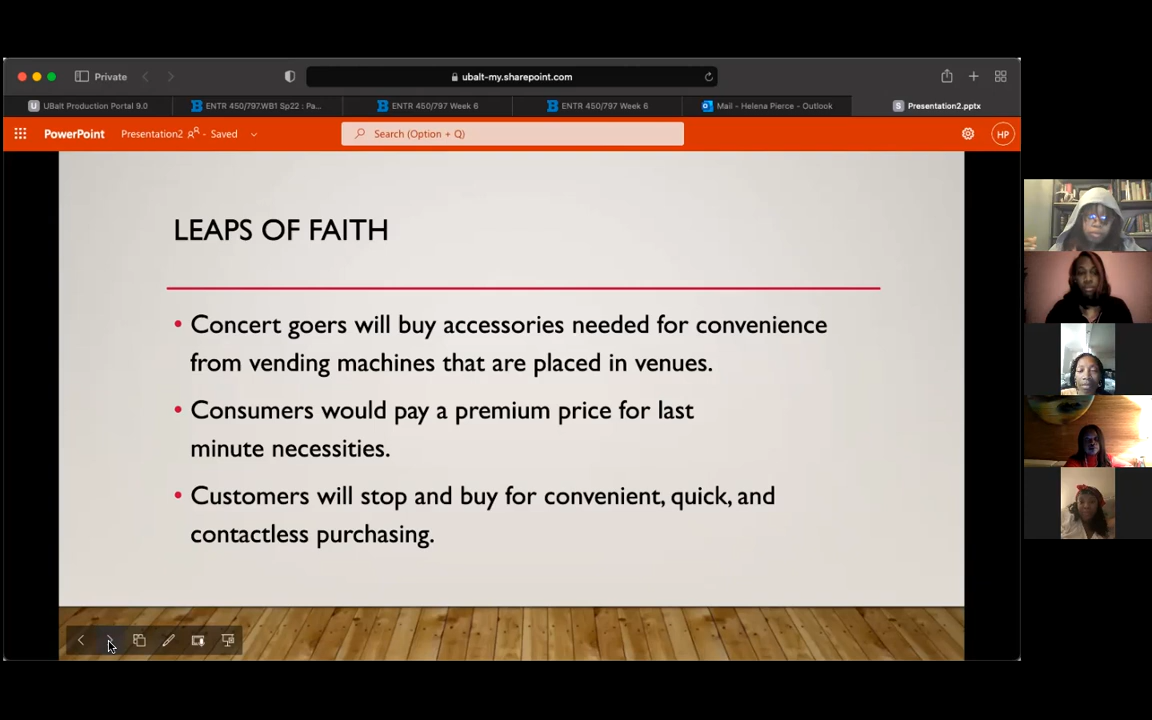 Private
ubalt-my.sharepoint.com
UBalt Production Portal 9.0
ENTR 450/797.WB1 Sp22 : Pa...
ENTR 450/797 Week 6
ENTR 450/797 Week 6
Mail - Helena Pierce - Outlook
S Presentation2.pptx
PowerPoint
Presentation2 - Saved
Search (Option + Q)
HP
LEAPS OF FAITH
• Concert goers will buy accessories needed for convenience
from vending machines that are placed in venues.
• Consumers would pay a premium price for last
minute necessities.
• Customers will stop and buy for convenient, quick, and
contactless purchasing.